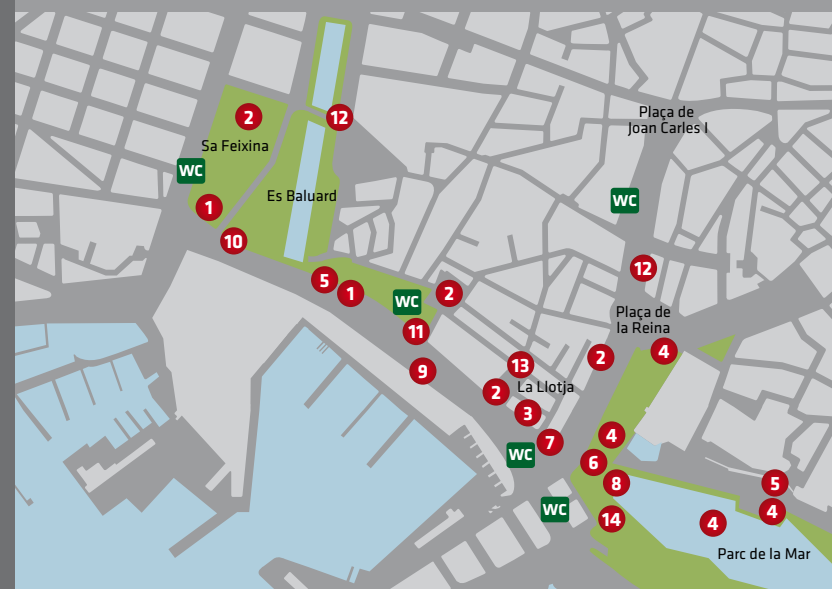 Plaça de
Joan Carles I
12
2
Sa Feixina
WC
Es Baluard
WC
1
10
12
5
1
WC
2
Plaça de
la Reina
11
2
4
9
13
2
La Llotja
3
4
7
WC
6
8
5
WC
14
4
4
Parc de la Mar